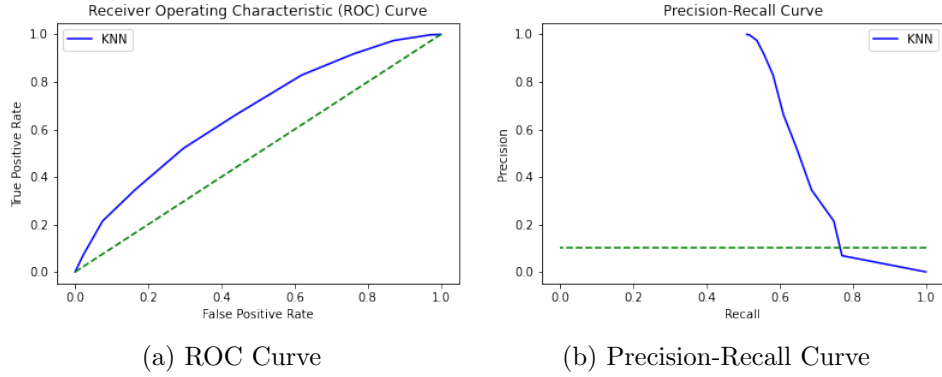 Receiver Operating Characteristic (ROC) Curve
KNN
True Positive Rate
1.0
0.8
0.6
0.4
0.2
0.0
0.0 0.2 0.4 0.6 0.8 1.0
False Positive Rate
(a) ROC Curve
Precision-Recall Curve
KNN
Precision
1.0
0.8
0.6
0.4
0.2
0.0
0.0 0.2 0.4 0.6 0.8 1.0
Recall
(b) Precision-Recall Curve